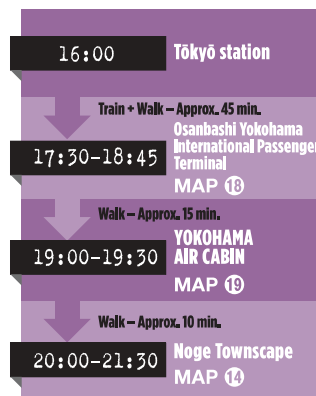 16:00
Tōkyō station
Train + Walk – Approx. 45 min.
17:30-18:45
Osanbashi Yokohama
International Passenge
Terminal
MAP 18
Walk – Approx. 15 min.
19:00-19:30
YOKOHAMA
AIR CABIN
MAP 19
Walk – Approx. 10 min.
20:00-21:30
Noge Townscape
MAP 14